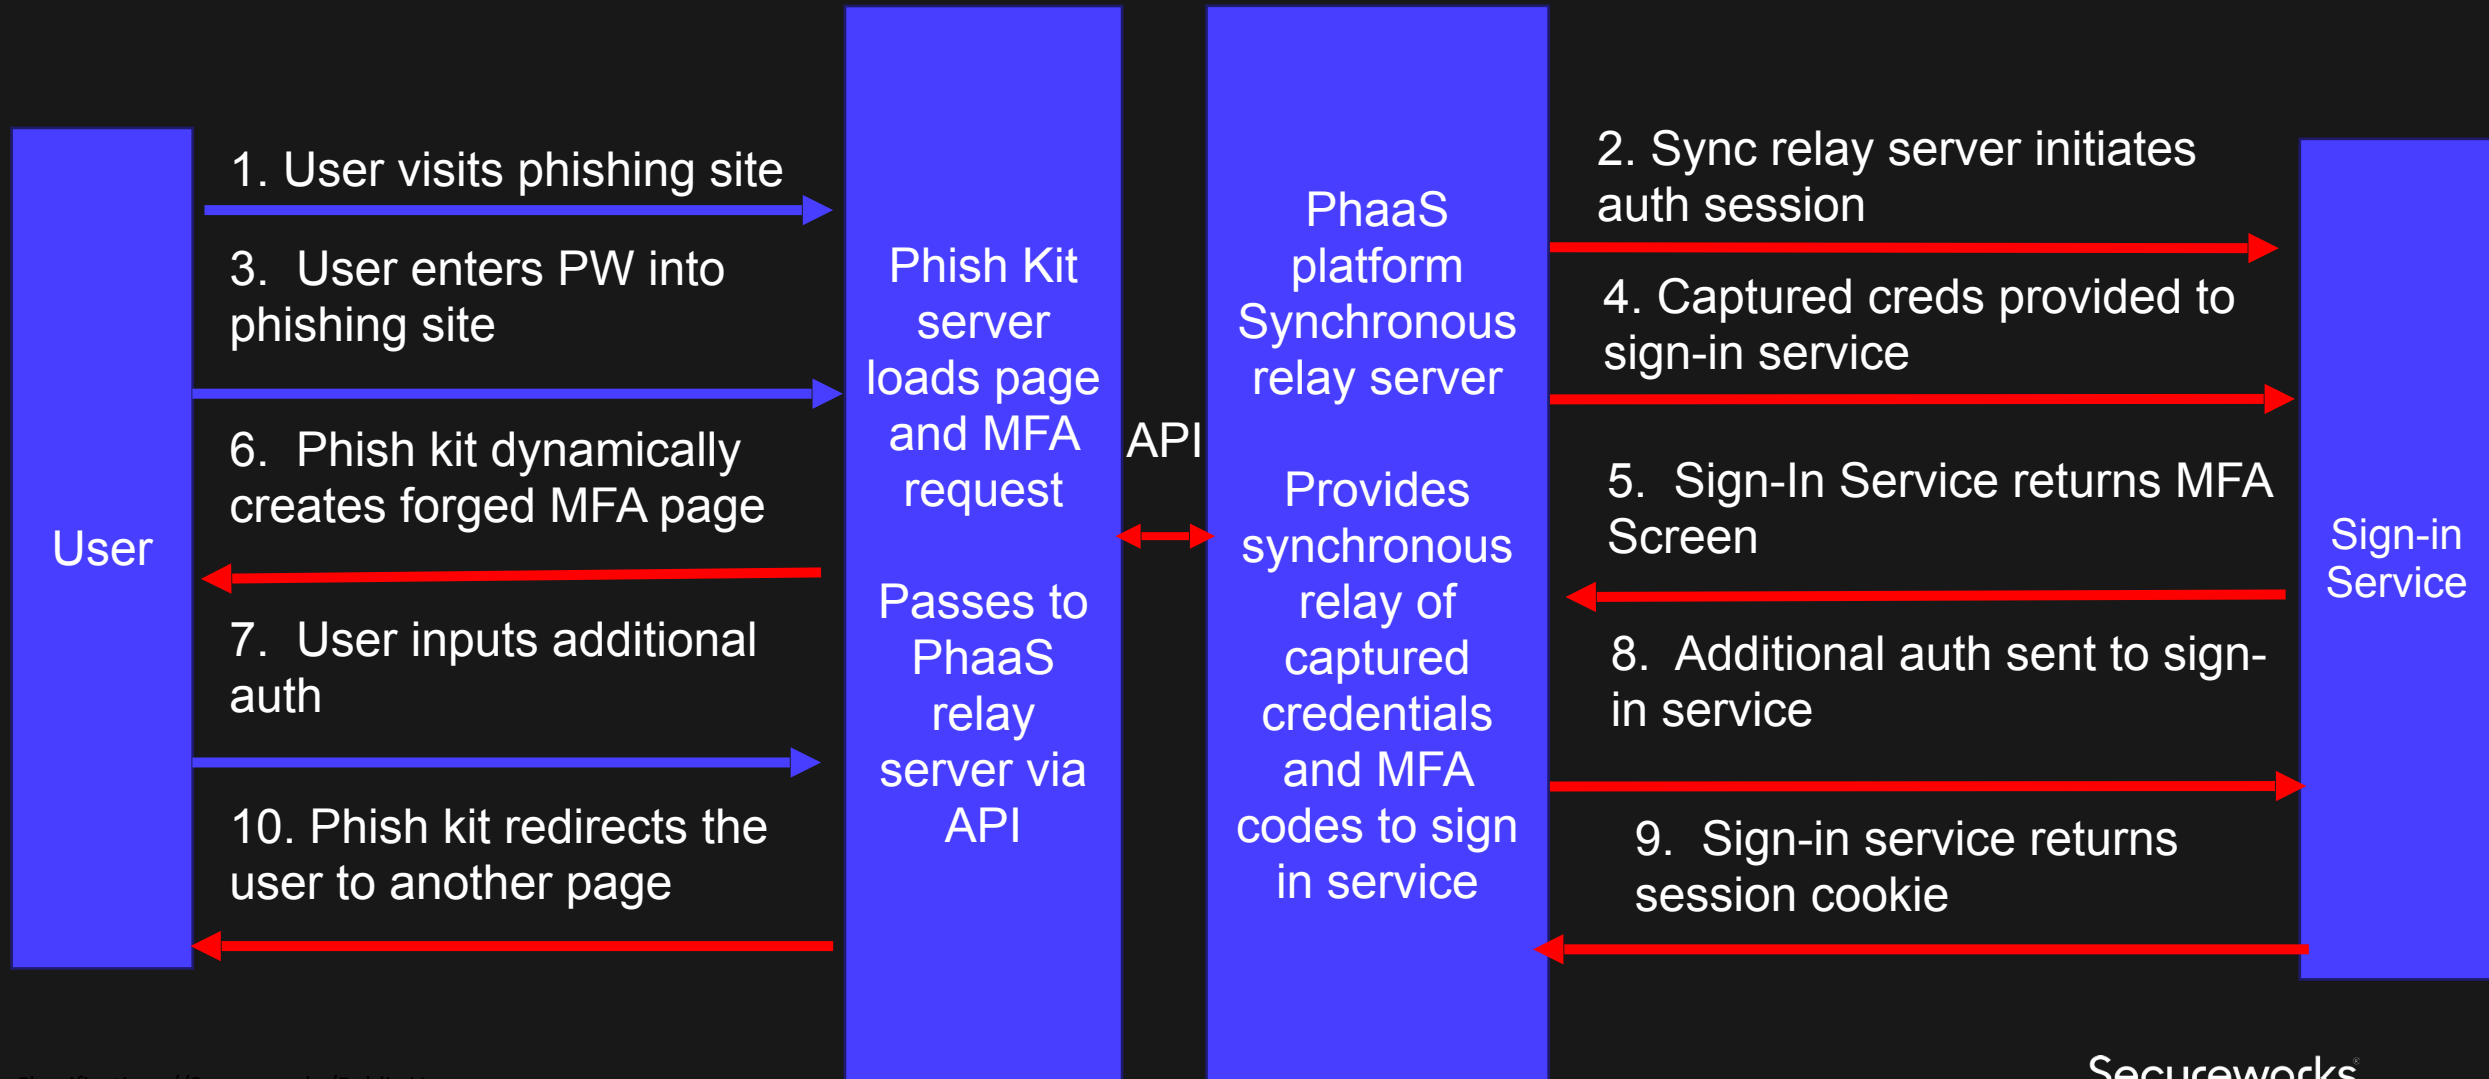 User
1. User visits phishing site
3. User enters PW into
phishing site
6. Phish kit dynamically
creates forged MFA page
7. User inputs additional
auth
10. Phish kit redirects the
user to another page
Phish Kit
server
loads page
and MFA
request
Passes to
PhaaS
relay
server via
API
API
PhaaS
platform
Synchronous
relay server
Provides
synchronous
relay of
captured
credentials
and MFA
codes to sign
in service
2. Sync relay server initiates
auth session
4. Captured creds provided to
sign-in service
5. Sign-In Service returns MFA
Screen
8. Additional auth sent to sign-
in service
9. Sign-in service returns
session cookie
Sign-in
Service
Secureworks®